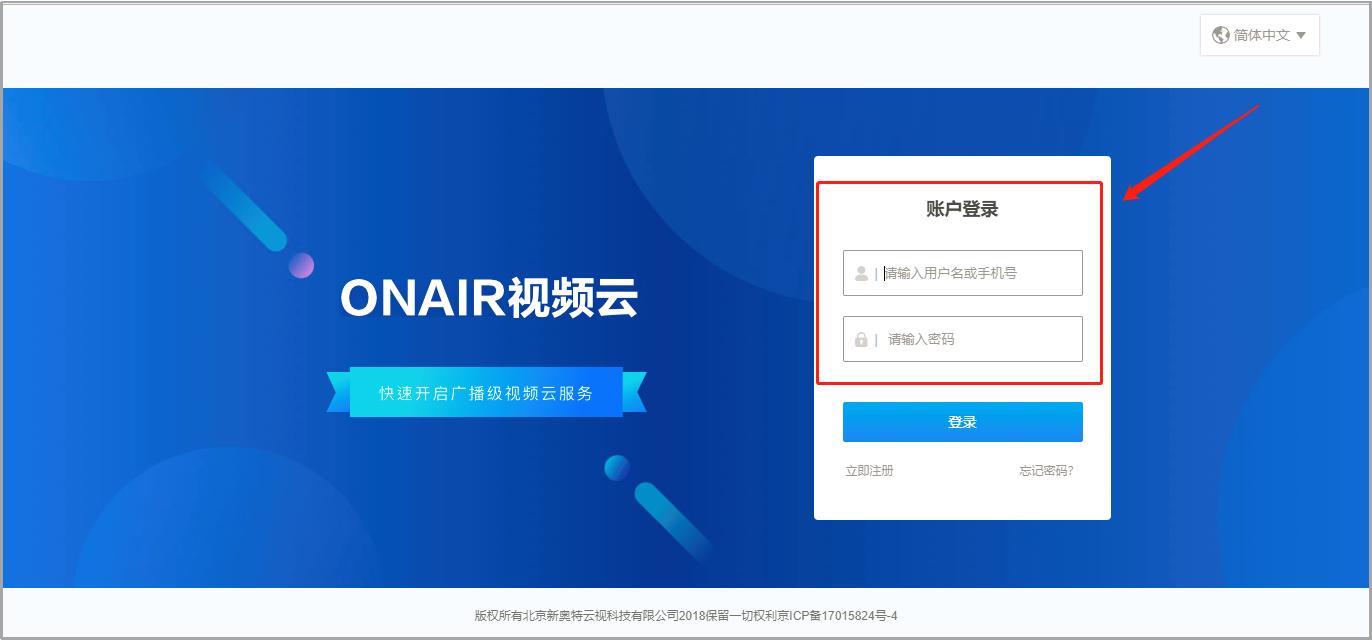 简体中文
账户登录
请输入用户名或手机号
请输入密码
ONAIR视频云
快速开启广播级视频云服务
登录
立即注册 忘记密码?
版权所有北京新奥特云视科技有限公司2018保留一切权利京ICP备17015824号-4